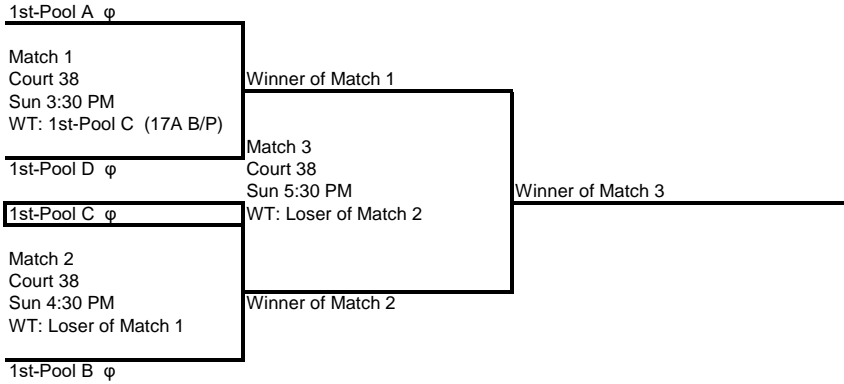 1st-Pool A φ
Match 1
Court 38
Sun 3:30 PM
WT: 1st-Pool C (17A B/P)
1st-Pool D φ
Winner of Match 1
Match 3
Court 38
Sun 5:30 PM
WT: Loser of Match 2
Winner of Match 3
1st-Pool C φ
Match 2
Court 38
Sun 4:30 PM
WT: Loser of Match 1
1st-Pool B φ
Winner of Match 2